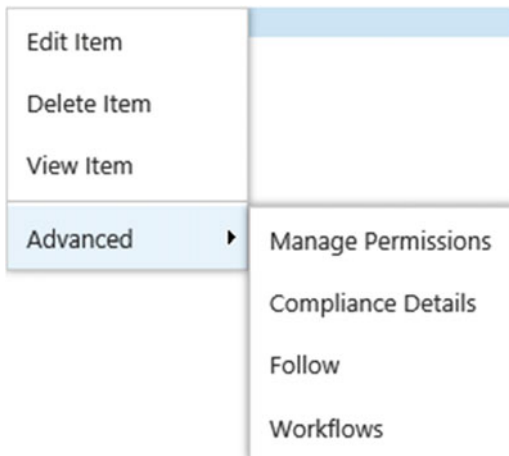 Edit Item
Delete Item
View Item
Advanced
Manage Permissions
Compliance Details
Follow
Workflows